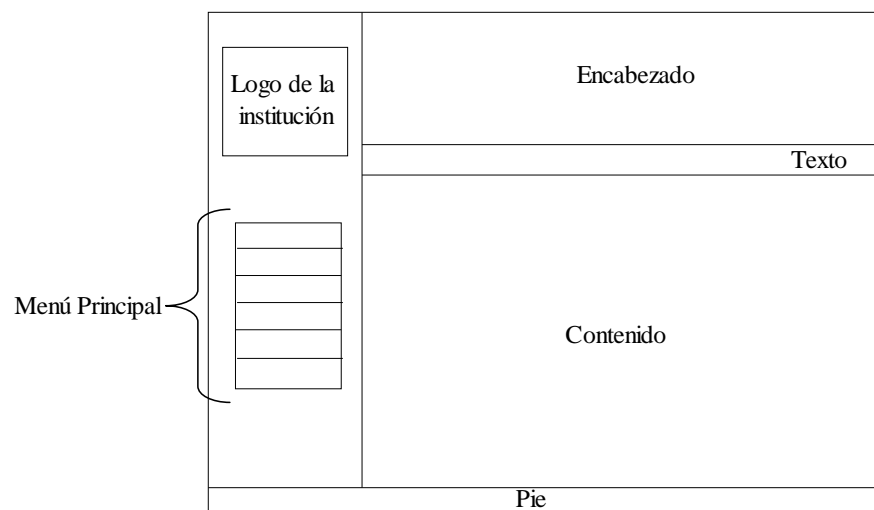 Logo de la
institución
Encabezado
Texto
Menú Principal
Contenido
Pie